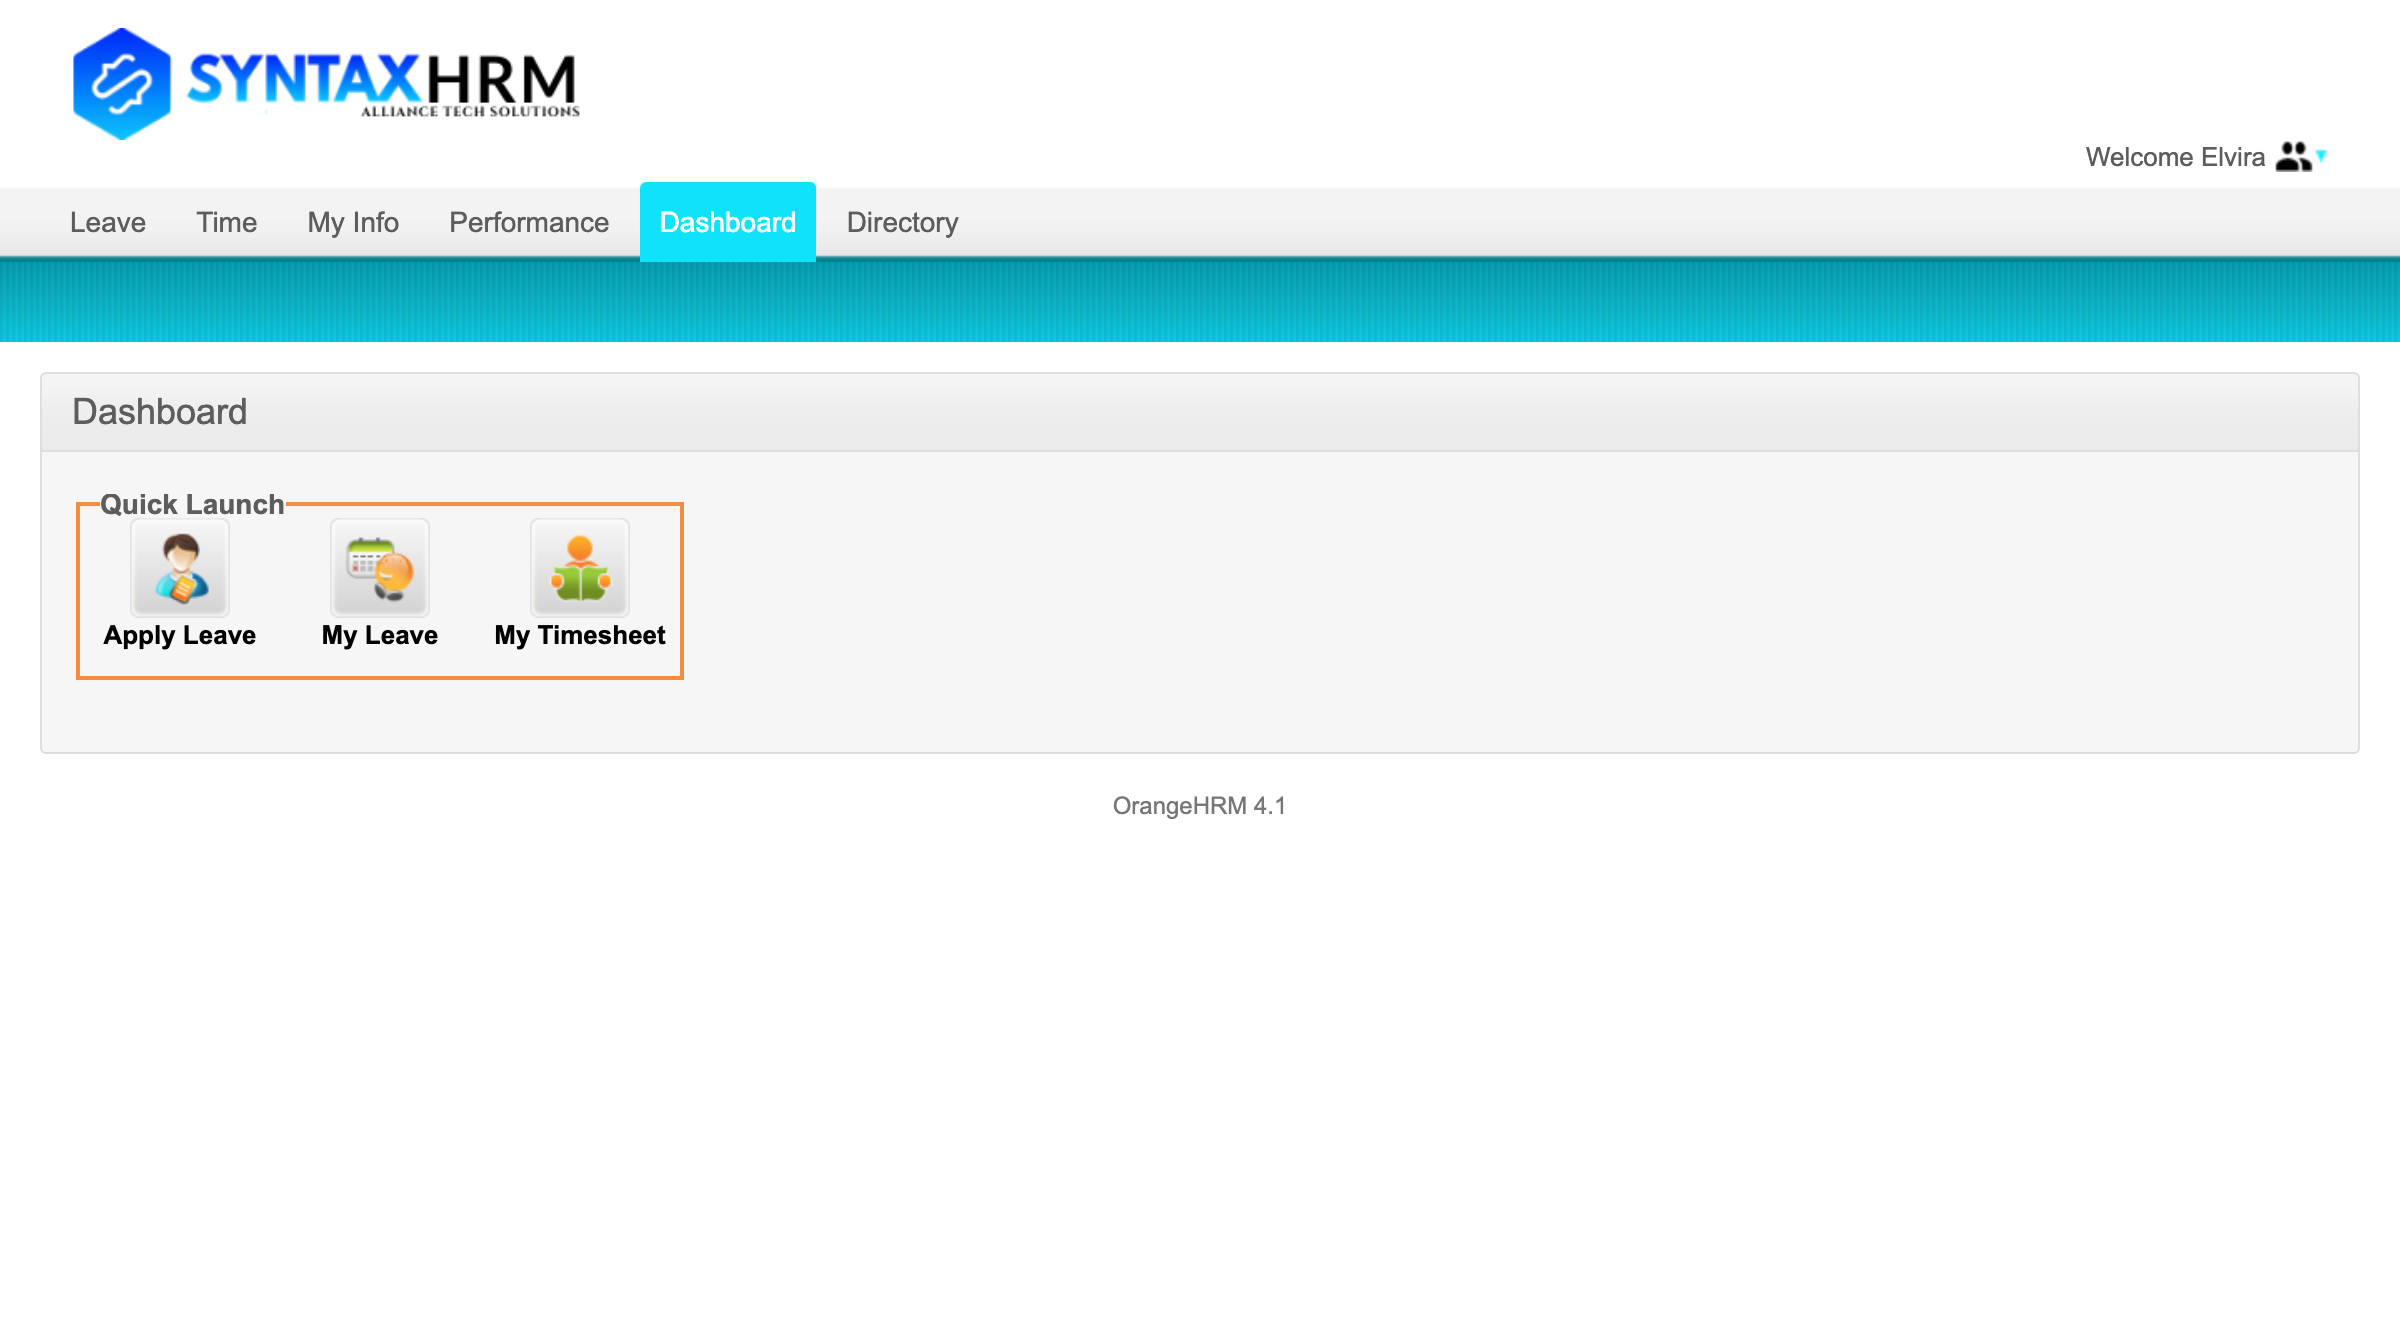 SYNTAXHRM
ALLIANCE TECH SOLUTIONS
Welcome Elvira
Leave Time My Info Performance Dashboard Directory
Dashboard
Quick Launch
Apply Leave My Leave My Timesheet
OrangeHRM 4.1